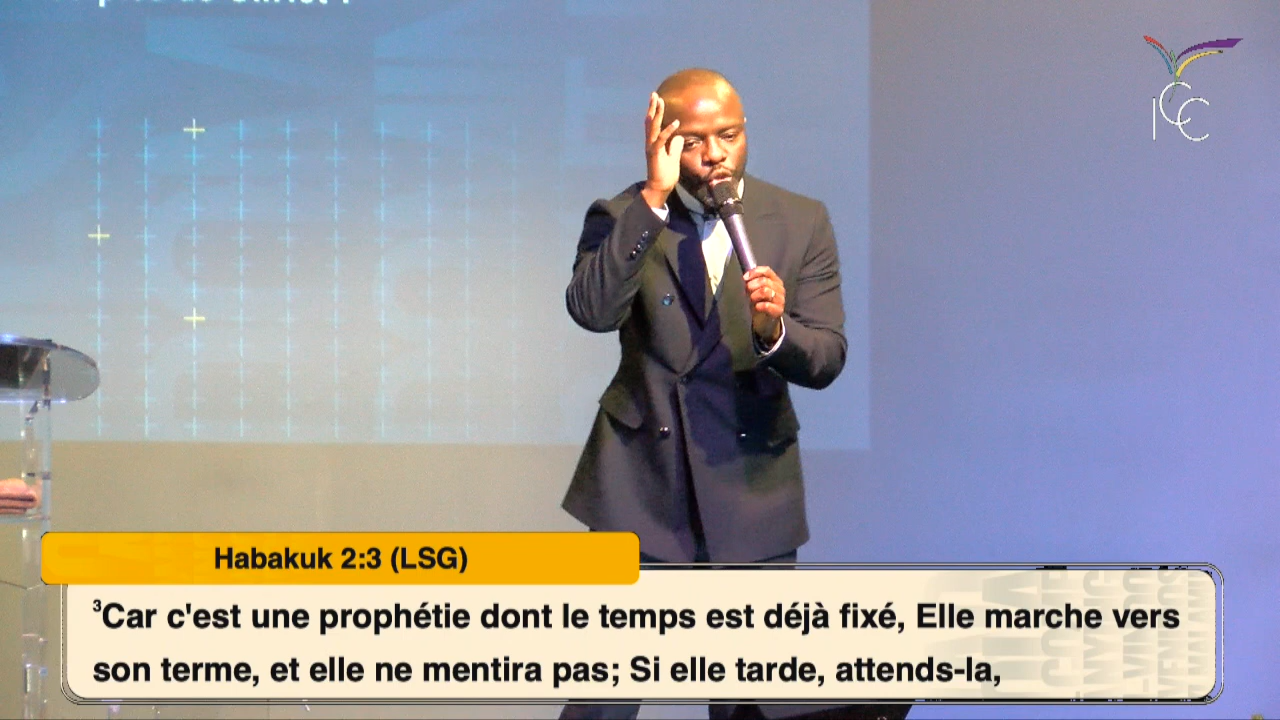 ICC
Habakuk 2:3 (LSG)
³Car c'est une prophétie dont le temps est déjà fixé, Elle marche vers
son terme, et elle ne mentira pas; Si elle tarde, attends-la,